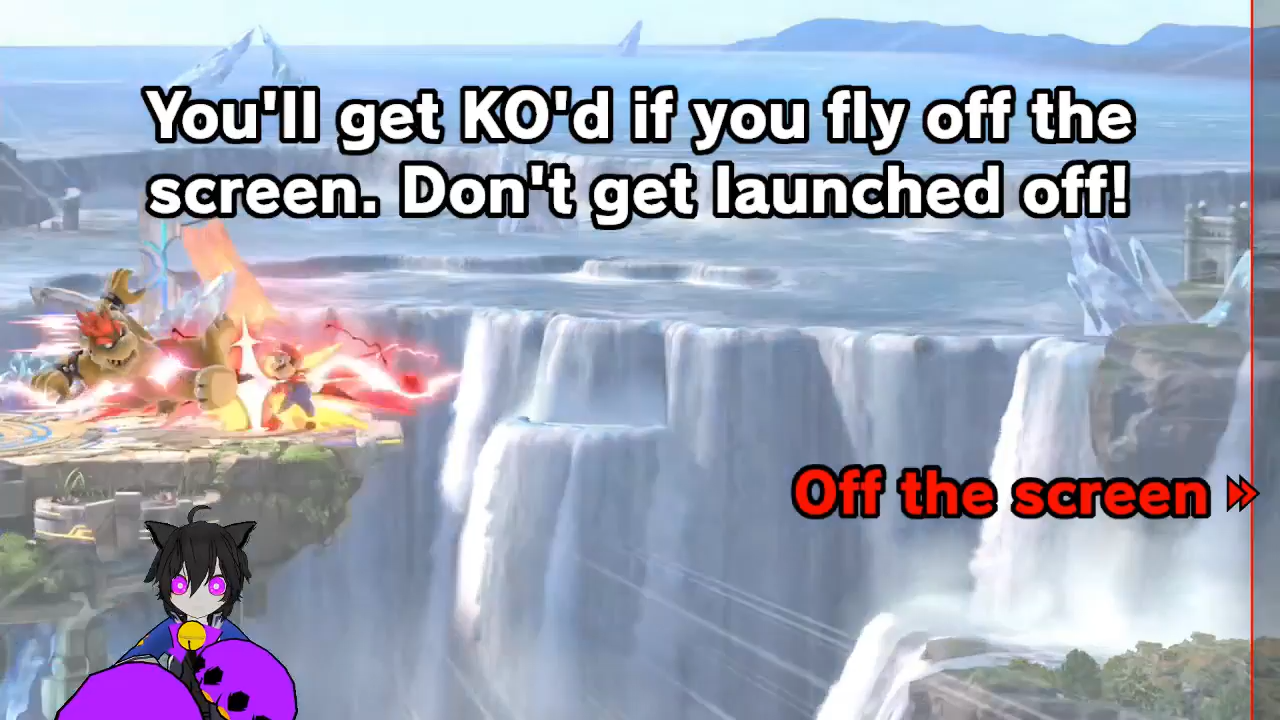 You'll get KO'd if you fly off the
screen. Don't get launched off!
Off the screen »